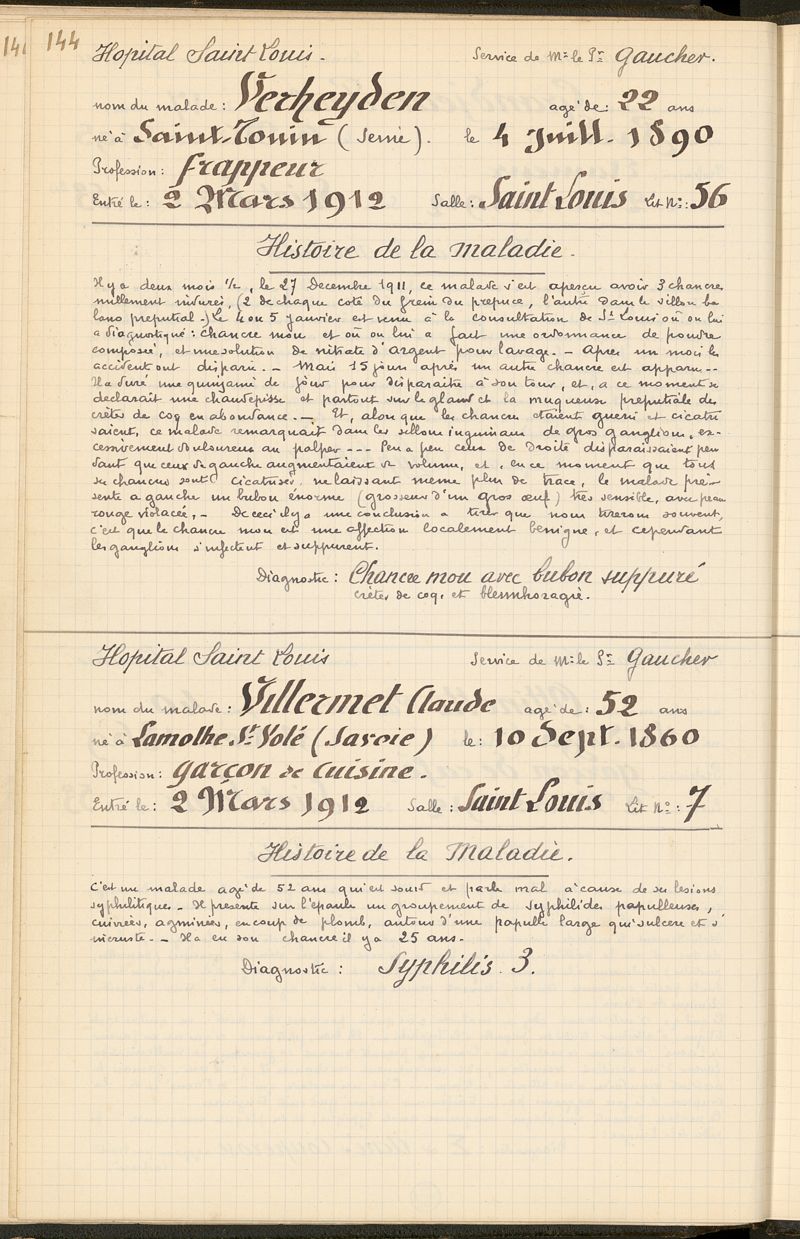 144
Hopital Saint Louis.
Service de Mr le Pr Gaucher.
nom du malade : Verheyden agé de : 22 ans
né à Saint-Touin (Seine). le 4 Juill. 1890
Profession : frappeur
Entré le : 2 Mars 1912 Salle : Saint Louis Lit No : 56
Histoire de la maladie.
Il y a deux mois ½, le 27 Decembre 1911, ce malade s'est aperçu avoir 3 chancres
nullement indurés, (2 de chaque coté du frein du prepuce, l'autre dans le sillon ba
lano preputial.) Le 4 ou 5 janvier est venu à la consultation de St Louis où on lui
a diagnostiqué : chancre mou et où on lui a fait une ordonnance de poudre
composée, et une solution de nitrate d'argent pour lavage. - Après un mois les
accidents ont disparu. - Mais 15 jours après un autre chancre est apparu --
Il a duré une quinzaine de jours pour disparaitre à son tour, et, a ce moment se
declarait une chaudepisse et partout sur le gland et la muqueuse preputiale des
crêtes de coq en abondance. - Et, alors que les chancres étaient gueris et cicatri
saient, ce malade remarquait dans les sillons inguinaux de gros ganglions, ex-
cessivement douloureux au palper --- Peu a peu ceux de droite disparaissaient pen
dant que ceux de gauche augmentaient de volume, et, en ce moment que tous
ses chancres sont cicatrisés ne laissant meme plus de trace, le malade pré-
sente a gauche un bubon énorme (grosseur d'un gros œuf) très sensible, avec peau
rouge violacée, - De ceci il y a une conclusion a tirer que nous tirerons souvent,
c'est que le chancre mou est une affection localement benigne, et cependant
les ganglions s'infectent et suppurent.
Diagnostic : Chancre mou avec bubon suppuré
crêtes de coq, et blennhoragie.
Hopital Saint Louis
Service de Mr le Pr Gaucher
nom du malade : Villermet Claude agé de : 52 ans
né à Lamothe St Volé (Savoie) le : 10 Sept. 1860
Profession : garçon de cuisine.
Entré le : 2 Mars 1912 Salle : Saint Louis Lit No : 7
Histoire de la Maladie.
C'est un malade agé de 52 ans qui est sourd et parle mal à cause de ses lesions
syphilitiques - Il presente sur l'épaule un groupement de syphilides papulleuses,
cuivrées, agminées, en coup de plomb, autour d'une papule large qui s'ulcere et s'
incruste. - Il a eu son chancre il y a 25 ans.
Diagnostic : Syphilis 3.